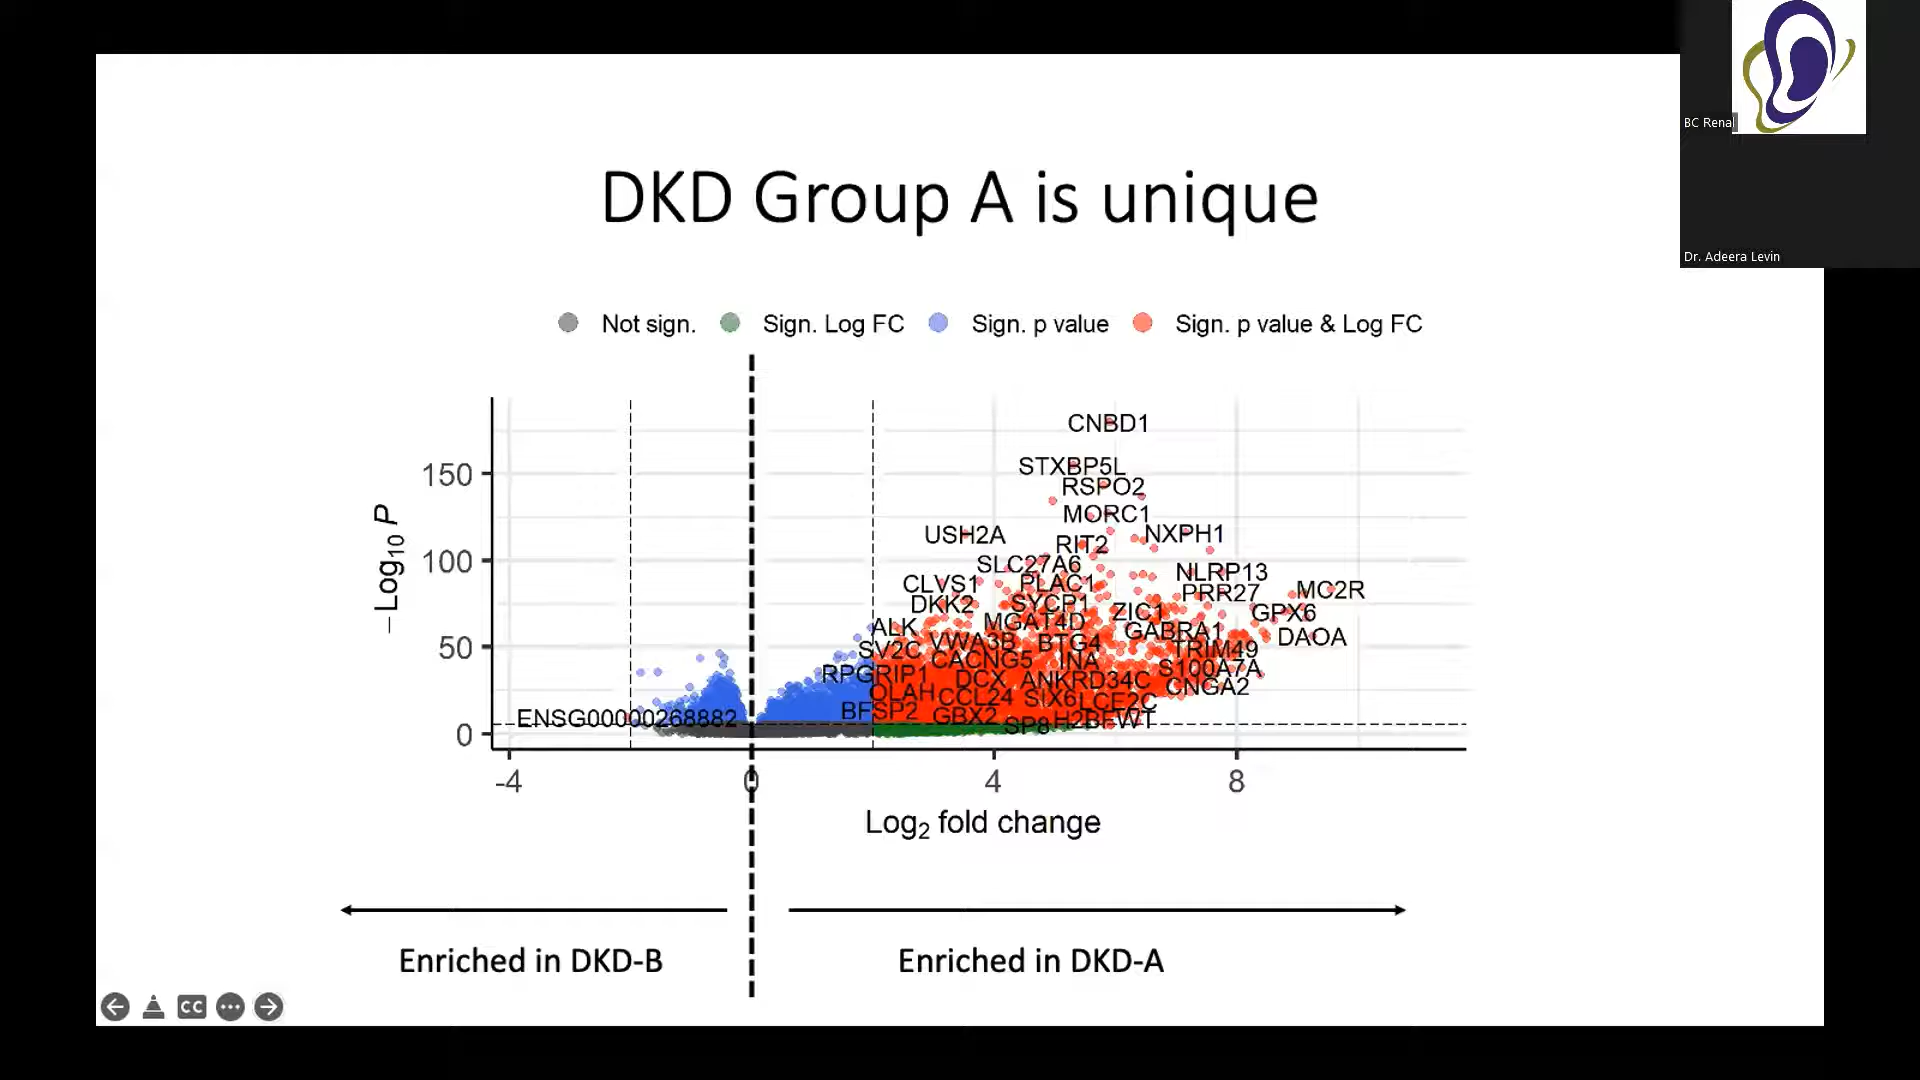 BC Renal
Dr. Adeera Levin
DKD Group A is unique
Not sign. Sign. Log FC Sign. p value Sign. p value & Log FC
CNBD1
STXBP5L
RSPO2
MORC1
USH2A
NXPH1
RIT2
SLC27A6
NLRP13
CLVS1
PLAC1
MC2R
PRR27
DKK2
SYCP1
ZIC1
GPX6
MGAT4D
ALK
GABRA1
DAOA
VWA3B
BTG4
SV2C
TRIM49
CACNG5
INA
S100A7A
RPGRIP1
DCX
ANKRD34C
CNGA2
OLAH
CCL24
SIX6
LCE2C
BFSP2
GBX2
ENSG00000268882
SP8
H2BFWT
150
100
50
0
−Log10 P
-4 0 4 8
Log2 fold change
Enriched in DKD-B
Enriched in DKD-A
CC